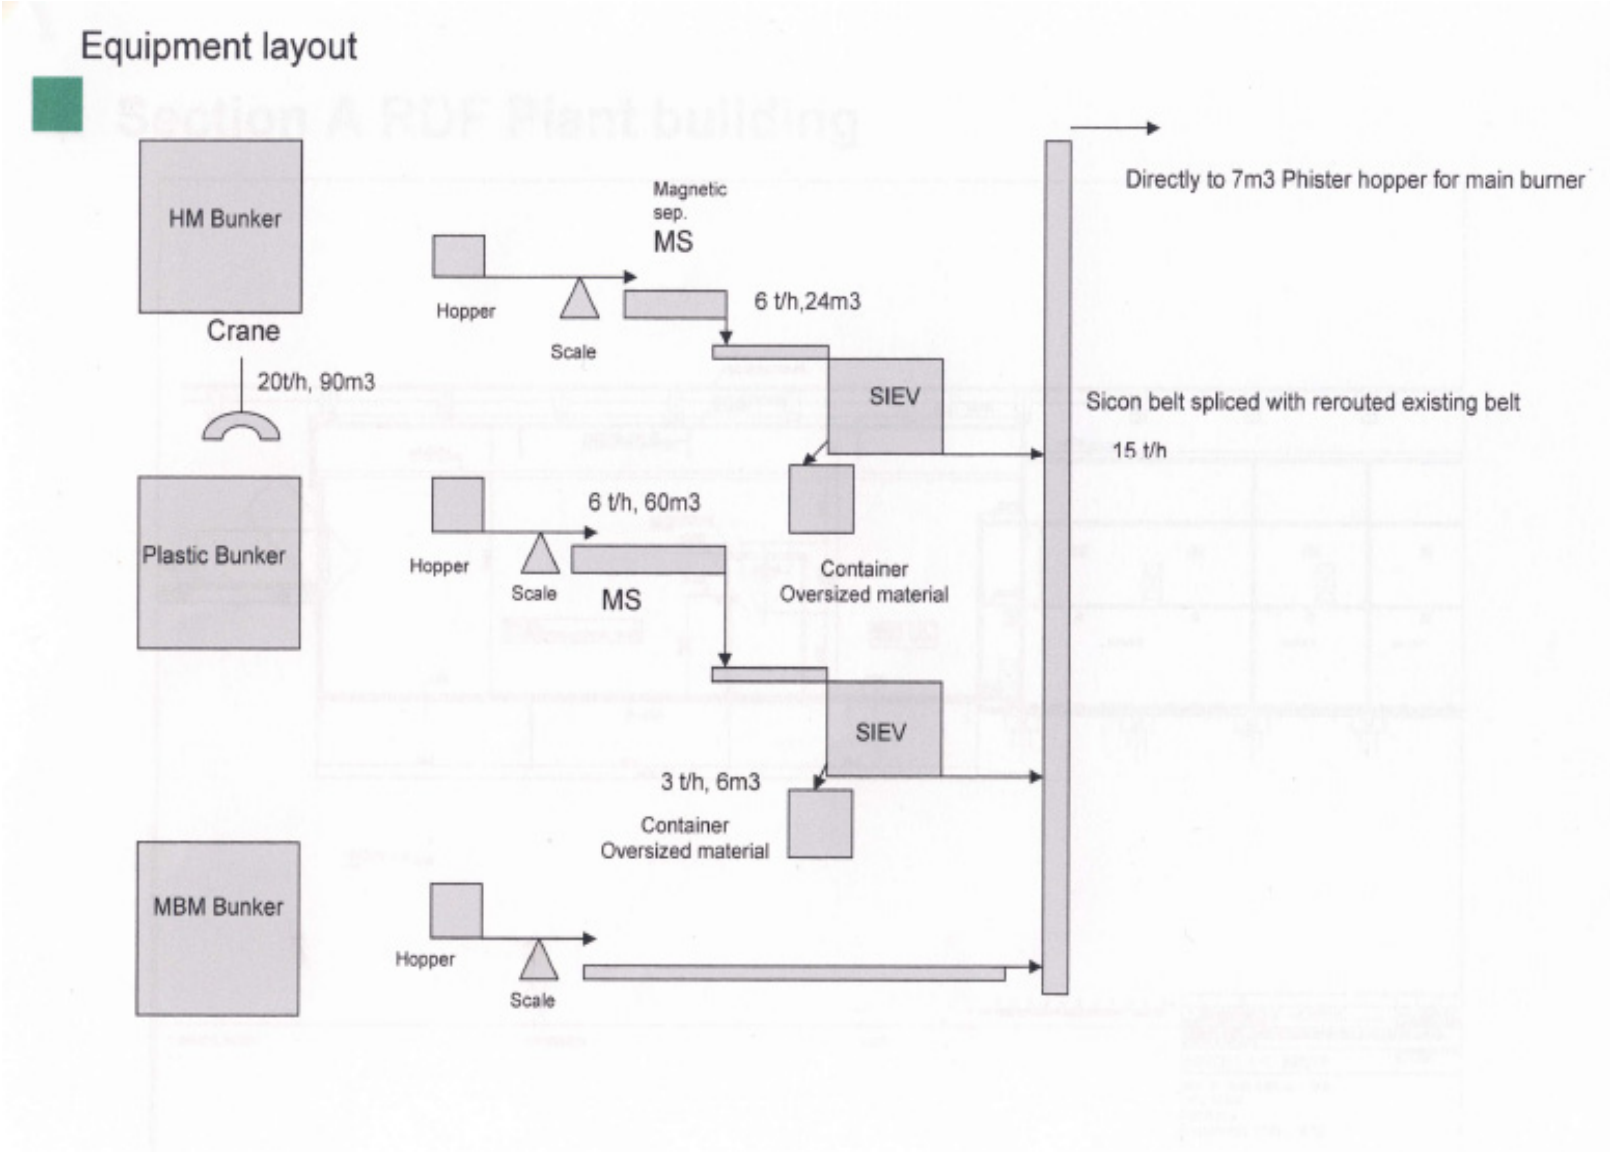 Equipment layout
Section A RDF Plant building
HM Bunker
Crane
20t/h, 90m3
Plastic Bunker
MBM Bunker
Magnetic
sep.
MS
Hopper
Scale
6 t/h,24m3
SIEV
Container
Oversized material
6 t/h, 60m3
Hopper
Scale
MS
SIEV
3 t/h, 6m3
Container
Oversized material
Hopper
Scale
Directly to 7m3 Phister hopper for main burner
Sicon belt spliced with rerouted existing belt
15 t/h